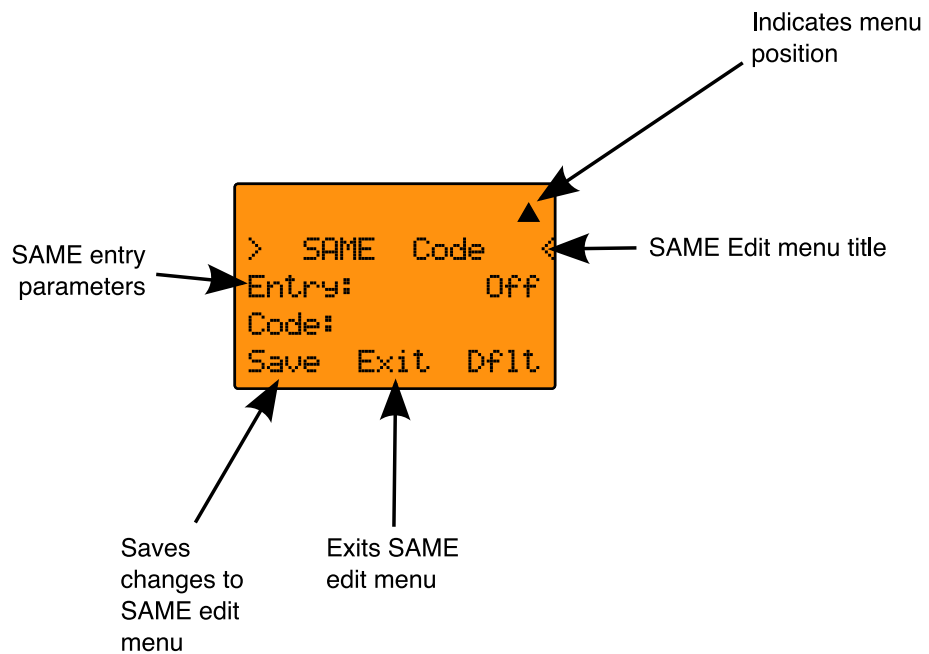 Indicates menu
position
> SAME Code <
SAME Edit menu title
SAME entry
parameters
Entry: Off
Code:
Save Exit Dflt
Saves
changes to
SAME edit
menu
Exits SAME
edit menu